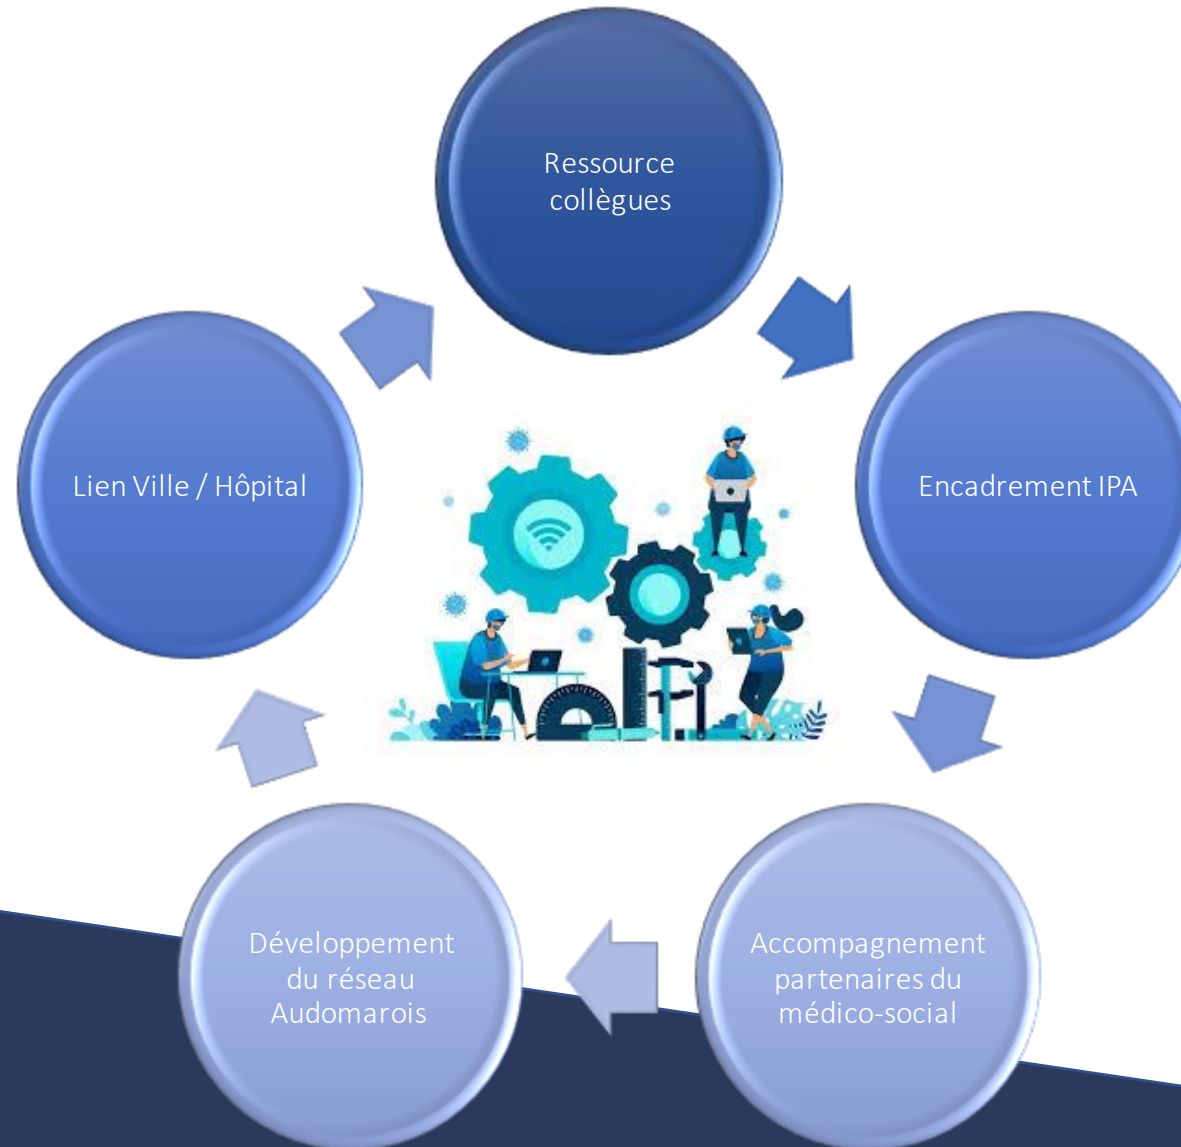 Ressource
collègues
Encadrement IPA
Accompagnement
partenaires du
médico-social
Développement
du réseau
Audomarois
Lien Ville / Hôpital